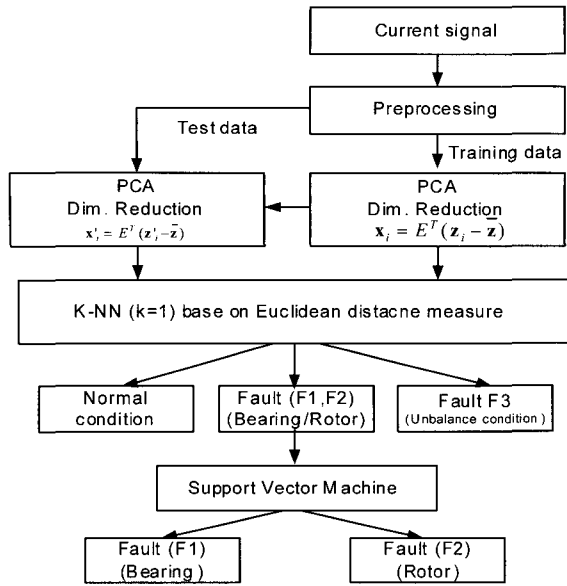 Current signal
Preprocessing
Test data
Training data
PCA
Dim. Reduction
x'ᵢ = Eᵀ(z'ᵢ−z̄)
PCA
Dim. Reduction
xᵢ = Eᵀ(zᵢ−z̄)
K-NN (k=1) base on Euclidean distacne measure
Normal
condition
Fault (F1,F2)
(Bearing/Rotor)
Fault F3
(Unbalance condition)
Support Vector Machine
Fault (F1)
(Bearing)
Fault (F2)
(Rotor)